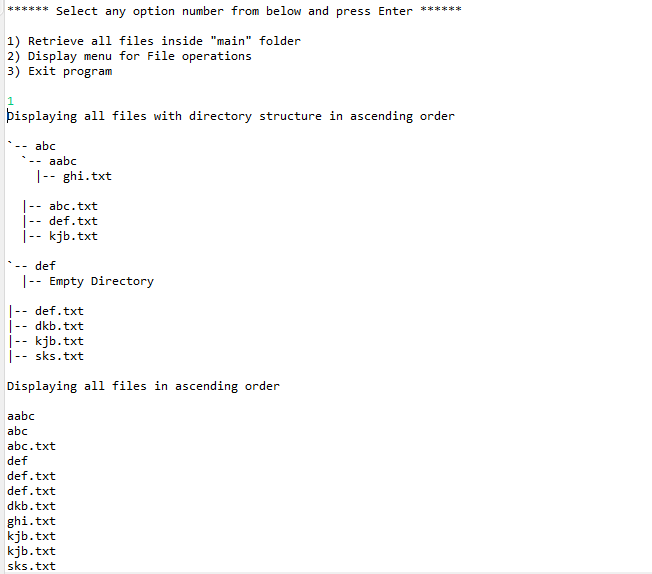 ****** Select any option number from below and press Enter ******
1) Retrieve all files inside "main" folder
2) Display menu for File operations
3) Exit program
1
Displaying all files with directory structure in ascending order
`-- abc
  `-- aabc
    |-- ghi.txt
  |-- abc.txt
  |-- def.txt
  |-- kjb.txt
`-- def
  |-- Empty Directory
|-- def.txt
|-- dkb.txt
|-- kjb.txt
|-- sks.txt
Displaying all files in ascending order
aabc
abc
abc.txt
def
def.txt
def.txt
dkb.txt
ghi.txt
kjb.txt
kjb.txt
sks.txt